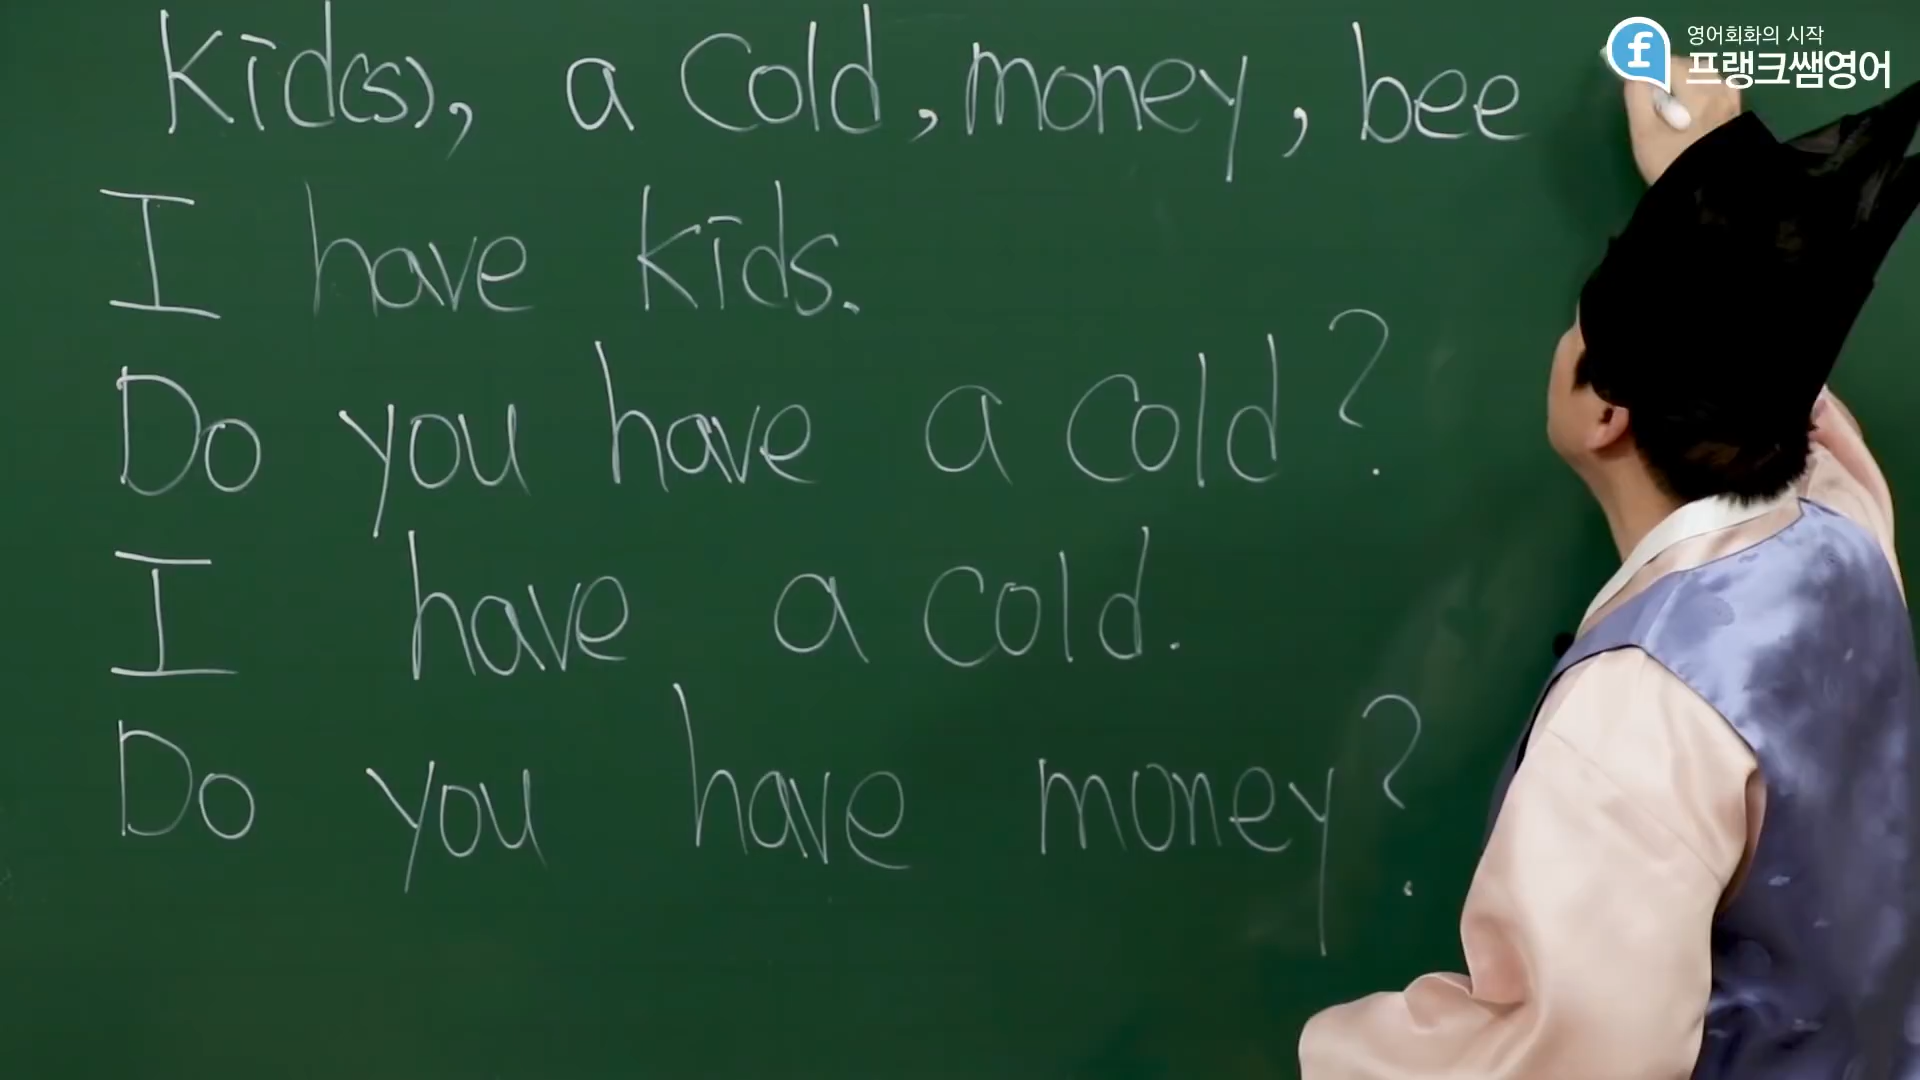 Kid(s), a cold, money, bee
영어회화의 시작
프랭크쌤영어
I have kids.
Do you have a cold?
I have a cold.
Do you have money?